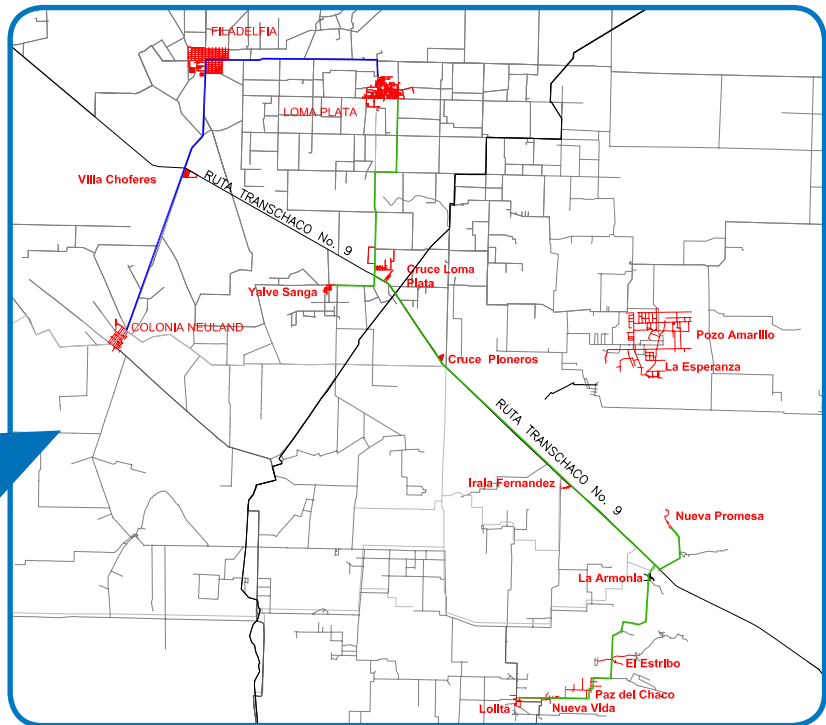 FILADELFIA
LOMA PLATA
Villa Choferes
RUTA TRANSCHACO No. 9
Cruce Loma
Plata
Yalve Sanga
COLONIA NEULAND
Pozo Amarillo
La Esperanza
Cruce Pioneros
RUTA TRANSCHACO No. 9
Irala Fernandez
Nueva Promesa
La Armonia
El Estribo
Paz del Chaco
Lolita
Nueva Vida